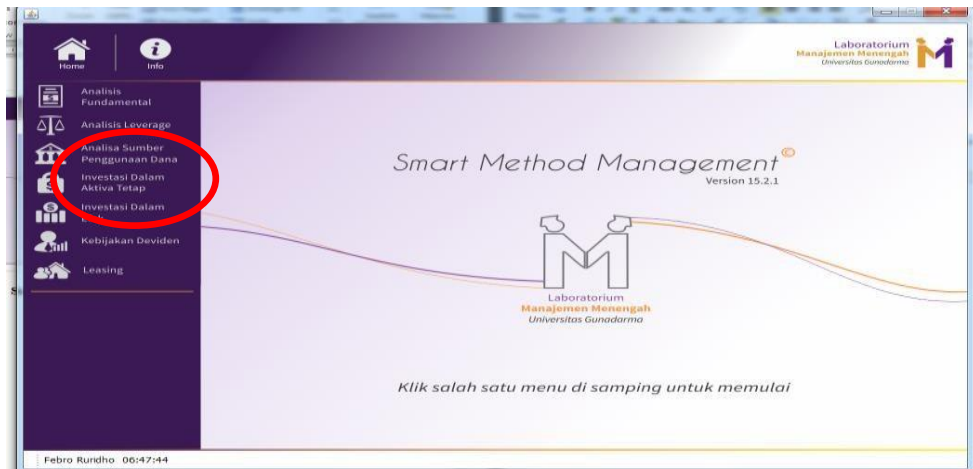 Home
Info
Laboratorium
Manajemen Menengah
Universitas Gunadarma
Analisis
Fundamental
Analisis Leverage
Analisa Sumber
Penggunaan Dana
Investasi Dalam
Aktiva Tetap
Investasi Dalam
Kebijakan Deviden
Leasing
Smart Method Management©
Version 15.2.1
Laboratorium
Manajemen Menengah
Universitas Gunadarma
Klik salah satu menu di samping untuk memulai
Febro Ruridho 06:47:44